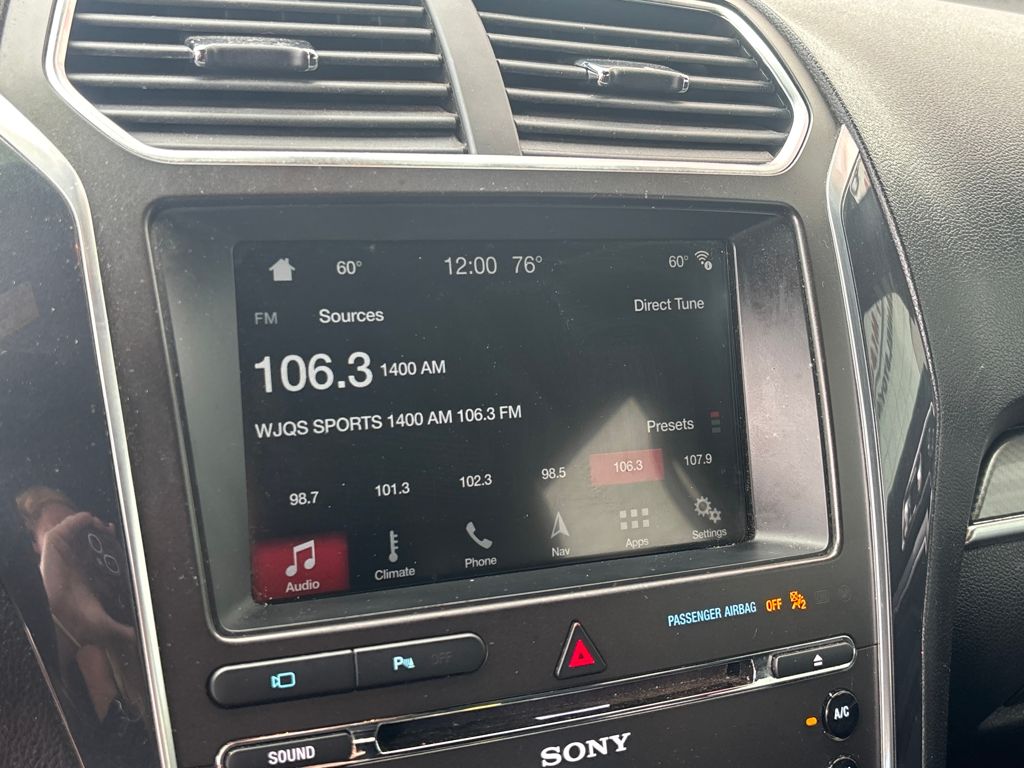 60° 12:00 76° 60°
FM Sources Direct Tune
106.3 1400 AM
WJQS SPORTS 1400 AM 106.3 FM
Presets
98.7 101.3 102.3 98.5 106.3 107.9
Audio Climate Phone Nav Apps Settings
PASSENGER AIRBAG OFF 2
P OFF
SOUND
SONY
A/C